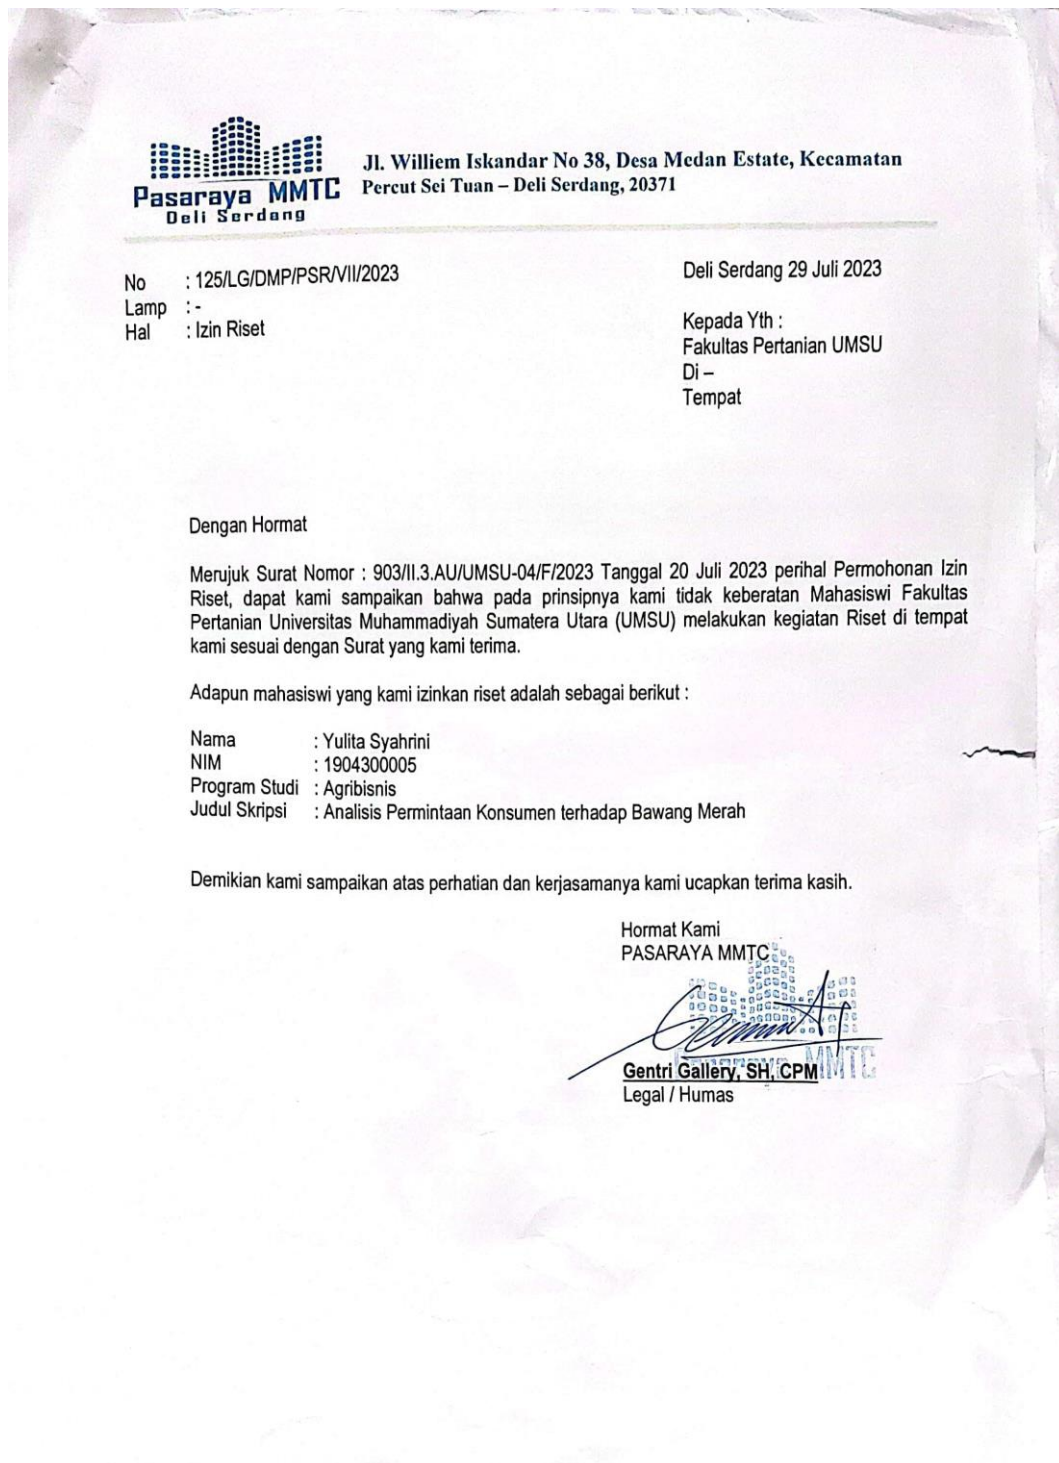 Pasaraya MMTC
Deli Serdang
Jl. Williem Iskandar No 38, Desa Medan Estate, Kecamatan
Percut Sei Tuan – Deli Serdang, 20371
No : 125/LG/DMP/PSR/VII/2023
Lamp : -
Hal : Izin Riset
Deli Serdang 29 Juli 2023
Kepada Yth :
Fakultas Pertanian UMSU
Di –
Tempat
Dengan Hormat
Merujuk Surat Nomor : 903/II.3.AU/UMSU-04/F/2023 Tanggal 20 Juli 2023 perihal Permohonan Izin
Riset, dapat kami sampaikan bahwa pada prinsipnya kami tidak keberatan Mahasiswi Fakultas
Pertanian Universitas Muhammadiyah Sumatera Utara (UMSU) melakukan kegiatan Riset di tempat
kami sesuai dengan Surat yang kami terima.
Adapun mahasiswi yang kami izinkan riset adalah sebagai berikut :
Nama : Yulita Syahrini
NIM : 1904300005
Program Studi : Agribisnis
Judul Skripsi : Analisis Permintaan Konsumen terhadap Bawang Merah
Demikian kami sampaikan atas perhatian dan kerjasamanya kami ucapkan terima kasih.
Hormat Kami
PASARAYA MMTC
Pasaraya MMTC
Gentri Gallery, SH, CPM
Legal / Humas